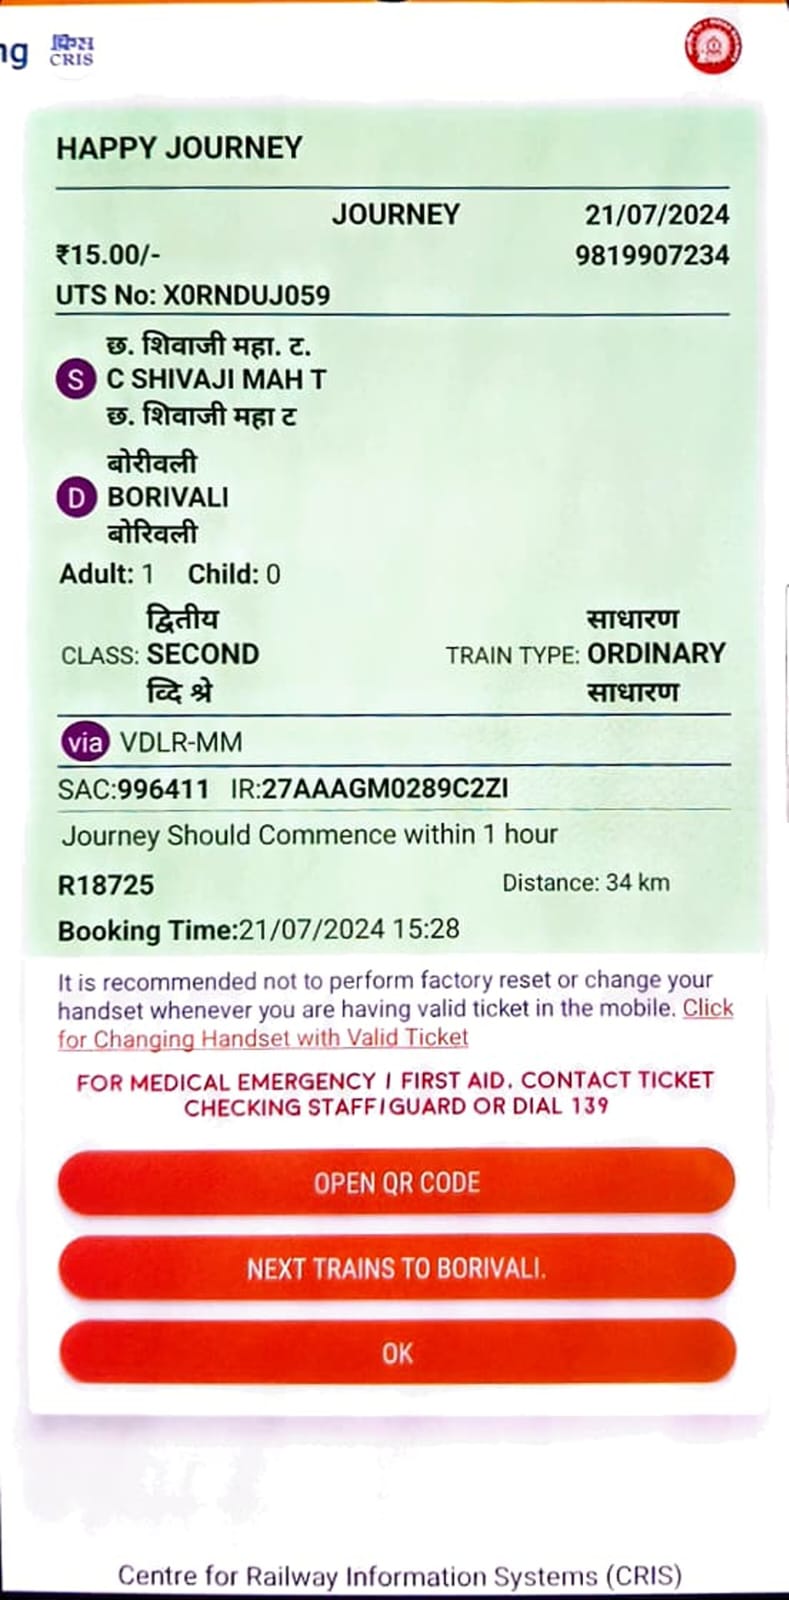 ng क्रिस
CRIS
HAPPY JOURNEY
JOURNEY 21/07/2024
₹15.00/- 9819907234
UTS No: X0RNDUJ059
छ. शिवाजी महा. ट.
S C SHIVAJI MAH T
छ. शिवाजी महा ट
बोरीवली
D BORIVALI
बोरिवली
Adult: 1 Child: 0
द्वितीय साधारण
CLASS: SECOND TRAIN TYPE: ORDINARY
व्दि श्रे साधारण
via VDLR-MM
SAC:996411 IR:27AAAGM0289C2ZI
Journey Should Commence within 1 hour
R18725 Distance: 34 km
Booking Time:21/07/2024 15:28
It is recommended not to perform factory reset or change your
handset whenever you are having valid ticket in the mobile. Click
for Changing Handset with Valid Ticket
FOR MEDICAL EMERGENCY | FIRST AID. CONTACT TICKET
CHECKING STAFF|GUARD OR DIAL 139
OPEN QR CODE
NEXT TRAINS TO BORIVALI.
OK
Centre for Railway Information Systems (CRIS)